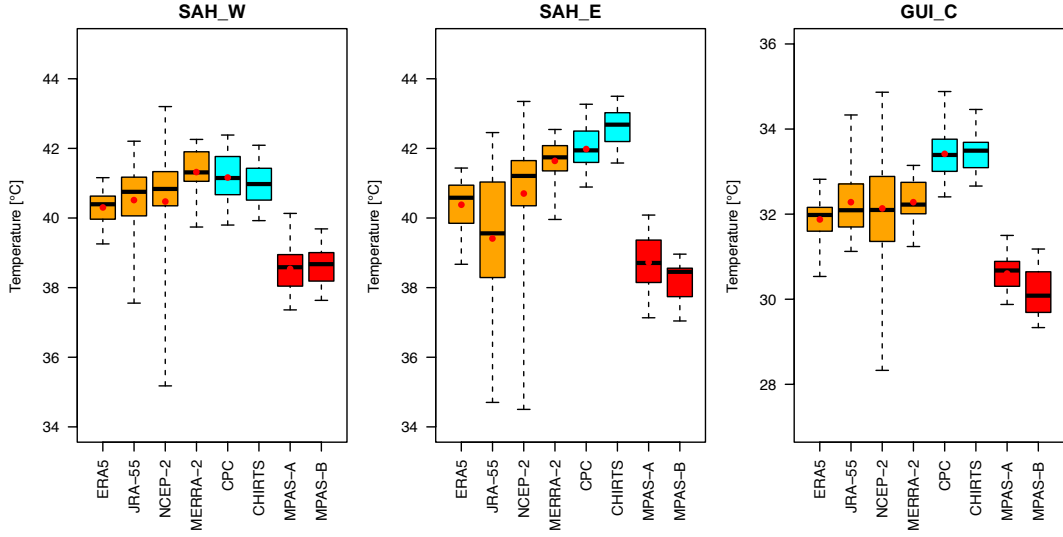 SAH_W
Temperature [°C]
44
42
40
38
36
34
ERA5
JRA−55
NCEP−2
MERRA−2
CPC
CHIRTS
MPAS−A
MPAS−B
SAH_E
Temperature [°C]
44
42
40
38
36
34
ERA5
JRA−55
NCEP−2
MERRA−2
CPC
CHIRTS
MPAS−A
MPAS−B
GUI_C
Temperature [°C]
36
34
32
30
28
ERA5
JRA−55
NCEP−2
MERRA−2
CPC
CHIRTS
MPAS−A
MPAS−B